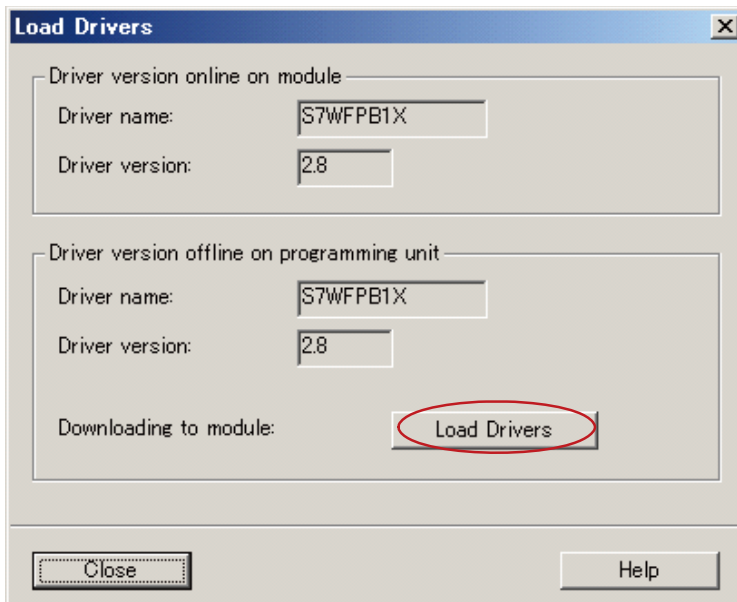 Load Drivers
Driver version online on module
Driver name: S7WFPB1X
Driver version: 2.8
Driver version offline on programming unit
Driver name: S7WFPB1X
Driver version: 2.8
Downloading to module: Load Drivers
Close Help